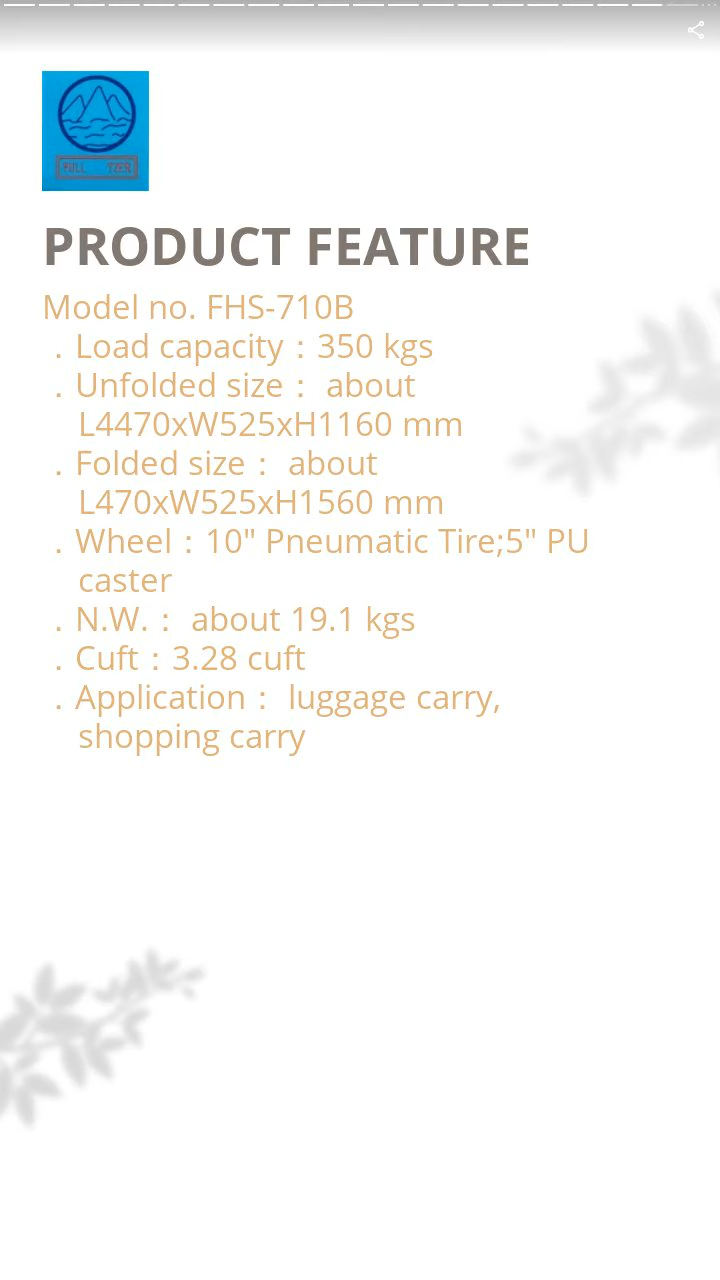 FULL TZER
PRODUCT FEATURE
Model no. FHS-710B
. Load capacity：350 kgs
. Unfolded size： about
L4470xW525xH1160 mm
. Folded size： about
L470xW525xH1560 mm
. Wheel：10" Pneumatic Tire;5" PU
caster
. N.W.： about 19.1 kgs
. Cuft：3.28 cuft
. Application： luggage carry,
shopping carry